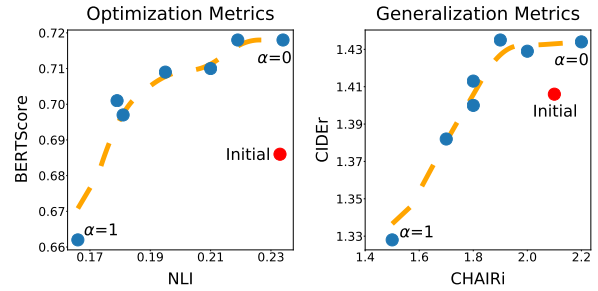 Optimization Metrics
BERTScore
0.72
0.71
0.70
0.69
0.68
0.67
0.66
α=0
Initial
α=1
0.17
0.19
0.21
0.23
NLI
Generalization Metrics
CIDEr
1.43
1.41
1.39
1.37
1.35
1.33
α=0
Initial
α=1
1.4
1.6
1.8
2.0
2.2
CHAIRi